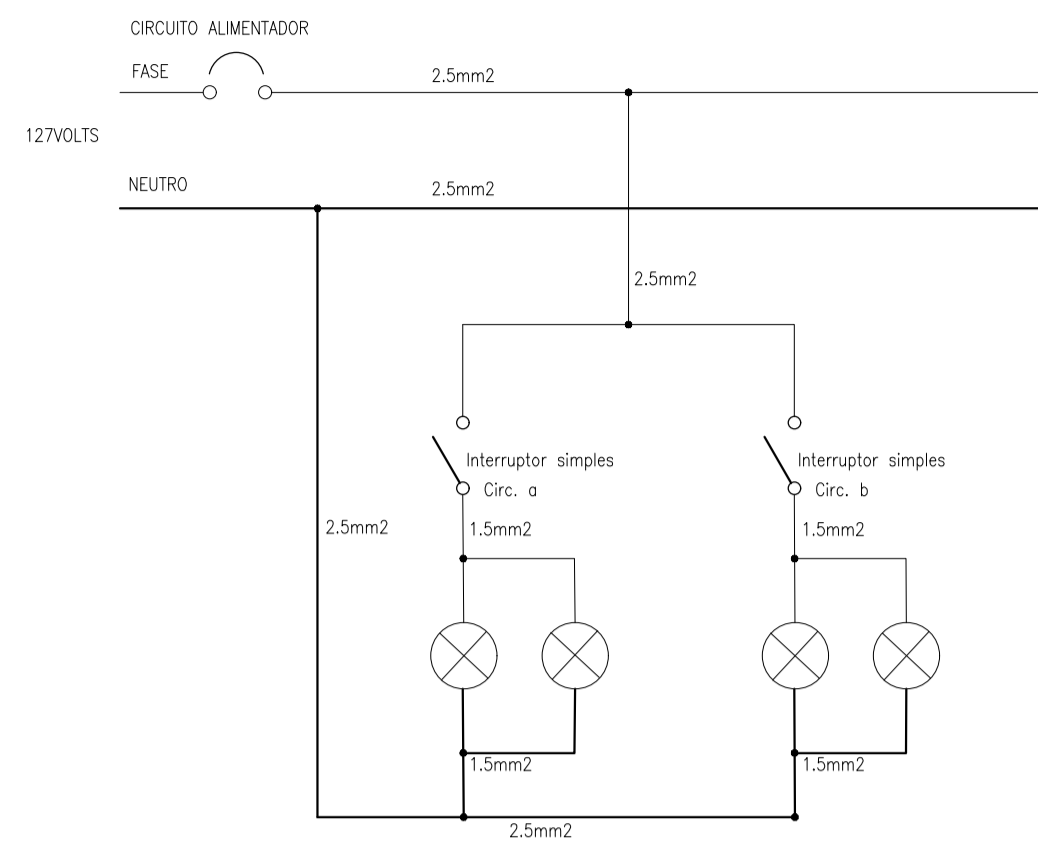 CIRCUITO ALIMENTADOR
FASE
2.5mm2
127VOLTS
NEUTRO
2.5mm2
2.5mm2
Interruptor simples
Circ. a
Interruptor simples
Circ. b
2.5mm2
1.5mm2
1.5mm2
1.5mm2
1.5mm2
2.5mm2